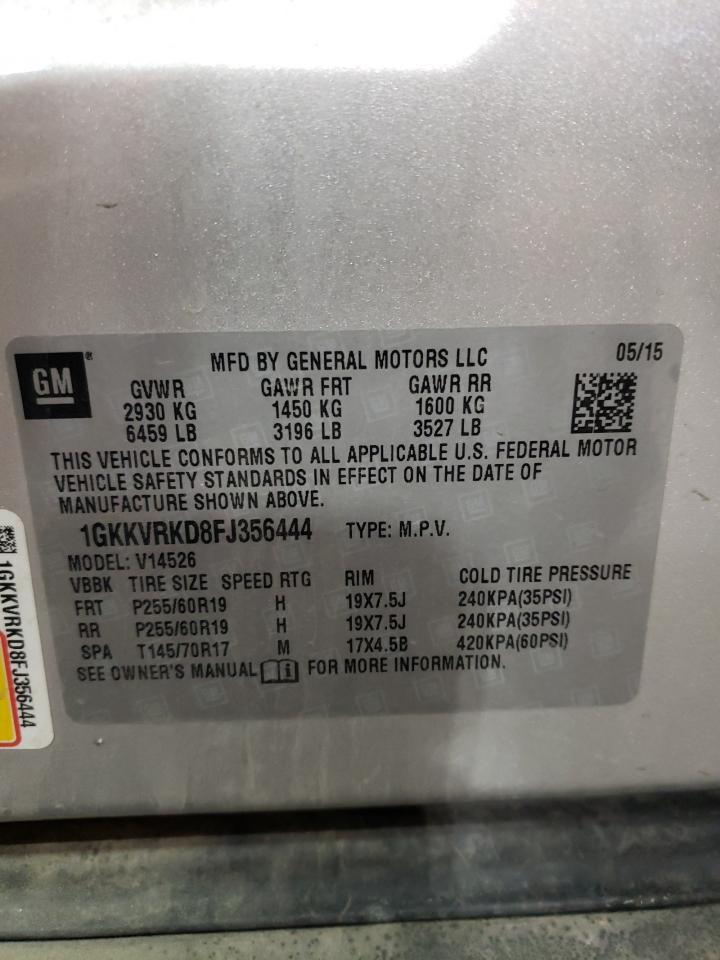 GM®
MFD BY GENERAL MOTORS LLC 05/15
GVWR GAWR FRT GAWR RR
2930 KG 1450 KG 1600 KG
6459 LB 3196 LB 3527 LB
THIS VEHICLE CONFORMS TO ALL APPLICABLE U.S. FEDERAL MOTOR
VEHICLE SAFETY STANDARDS IN EFFECT ON THE DATE OF
MANUFACTURE SHOWN ABOVE.
1GKKVRKD8FJ356444 TYPE: M.P.V.
MODEL: V14526
VBBK TIRE SIZE SPEED RTG RIM COLD TIRE PRESSURE
FRT P255/60R19 H 19X7.5J 240KPA(35PSI)
RR P255/60R19 H 19X7.5J 240KPA(35PSI)
SPA T145/70R17 M 17X4.5B 420KPA(60PSI)
SEE OWNER'S MANUAL i FOR MORE INFORMATION.
1GKKVRKD8FJ356444